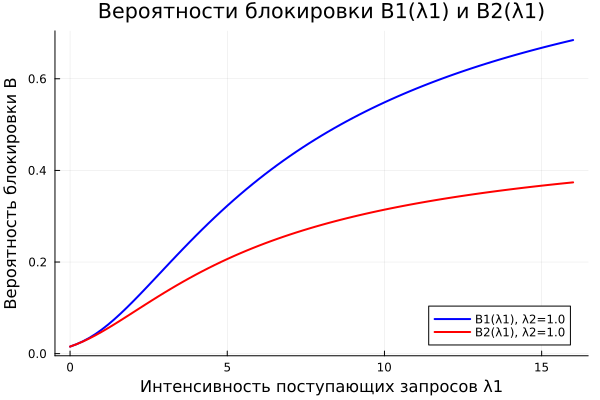 Вероятности блокировки B1(λ1) и B2(λ1)
Вероятность блокировки B
0.6
0.4
0.2
0.0
0
5
10
15
B1(λ1), λ2=1.0
B2(λ1), λ2=1.0
Интенсивность поступающих запросов λ1